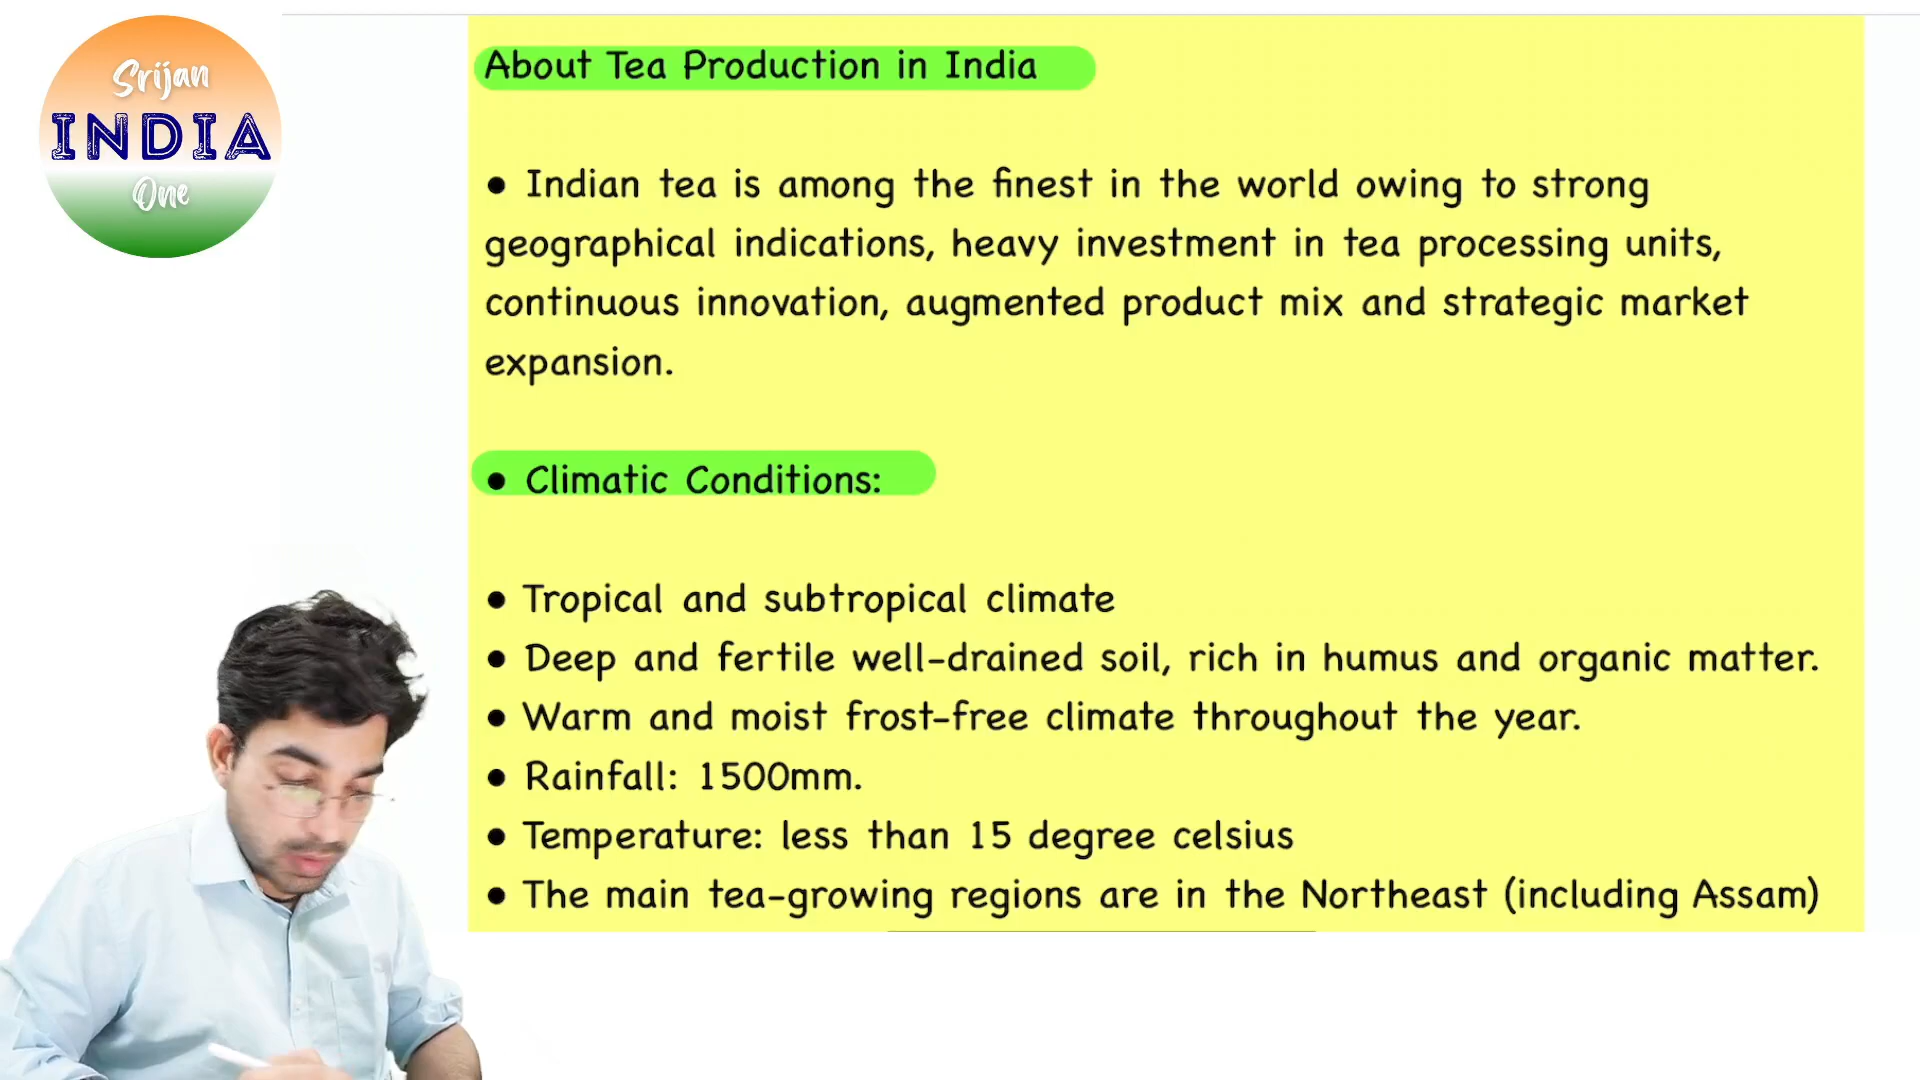 Srijan
INDIA
One
About Tea Production in India
● Indian tea is among the finest in the world owing to strong
geographical indications, heavy investment in tea processing units,
continuous innovation, augmented product mix and strategic market
expansion.
● Climatic Conditions:
● Tropical and subtropical climate
● Deep and fertile well-drained soil, rich in humus and organic matter.
● Warm and moist frost-free climate throughout the year.
● Rainfall: 1500mm.
● Temperature: less than 15 degree celsius
● The main tea-growing regions are in the Northeast (including Assam)